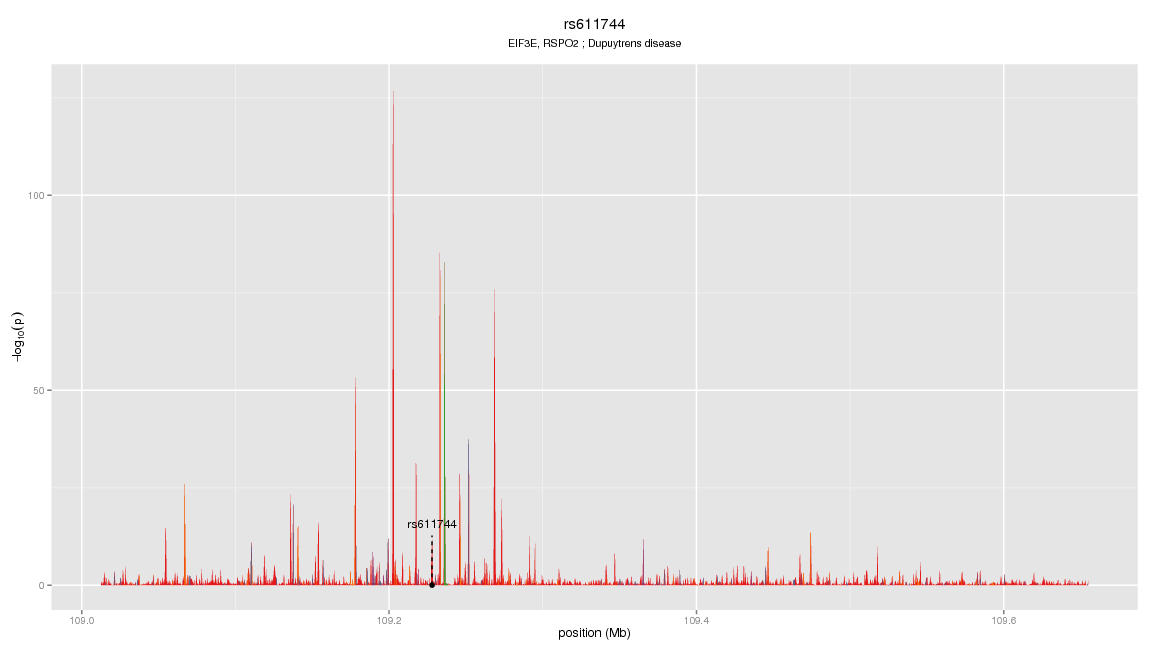 rs611744
EIF3E, RSPO2 ; Dupuytrens disease
100
50
0
-log10(p)
rs611744
109.0 109.2 109.4 109.6
position (Mb)